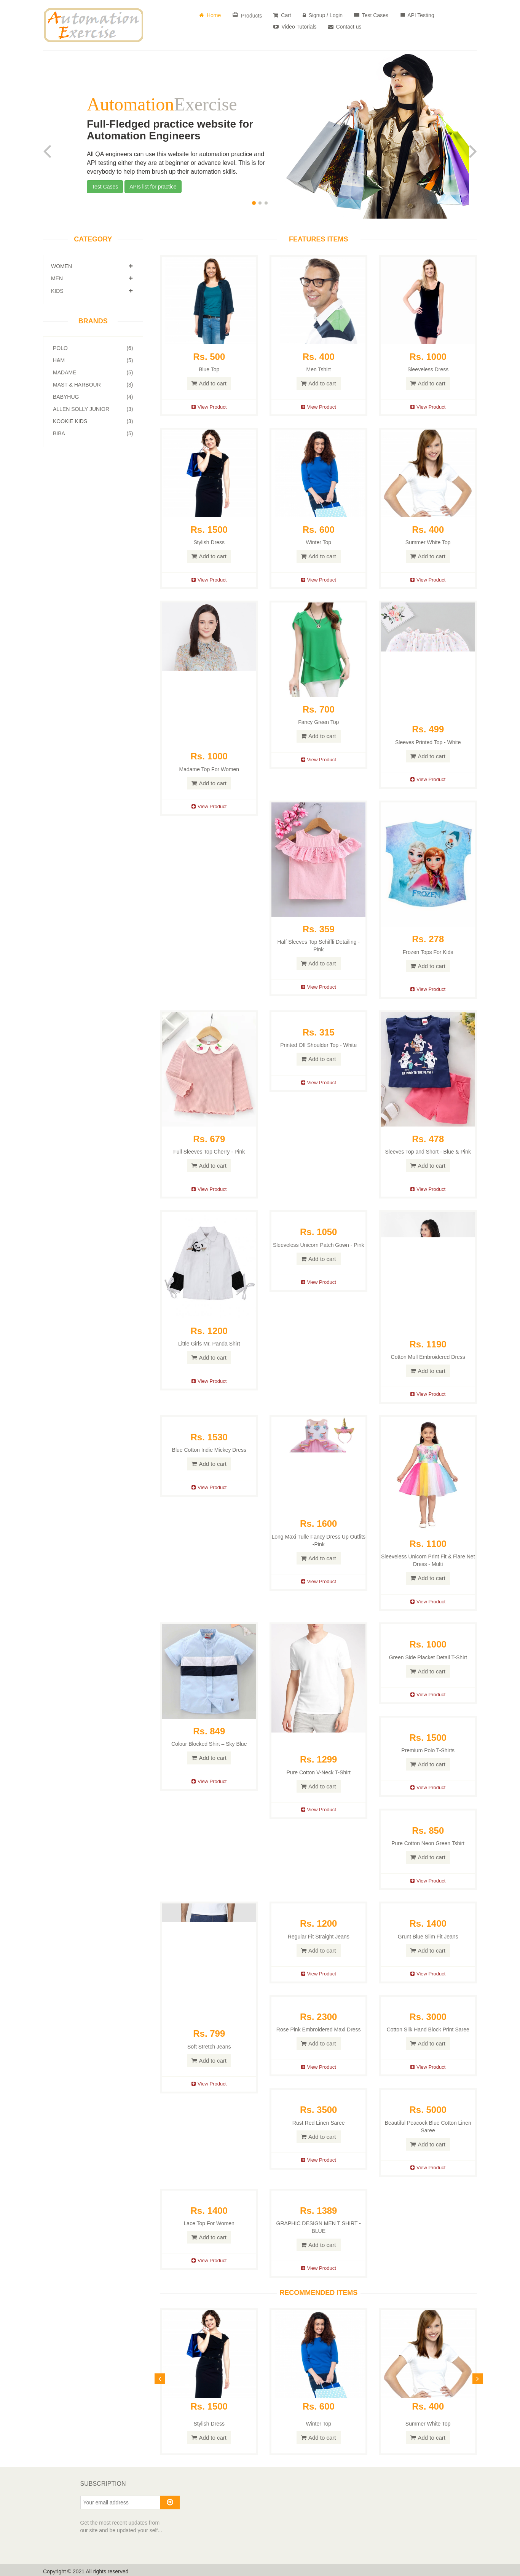 Automation
Exercise
Home
Products
Cart
Signup / Login
Test Cases
API Testing
Video Tutorials
Contact us
AutomationExercise
Full-Fledged practice website for
Automation Engineers
All QA engineers can use this website for automation practice and
API testing either they are at beginner or advance level. This is for
everybody to help them brush up their automation skills.
Test Cases
APIs list for practice
CATEGORY
WOMEN
MEN
KIDS
BRANDS
POLO (6)
H&M (5)
MADAME (5)
MAST & HARBOUR (3)
BABYHUG (4)
ALLEN SOLLY JUNIOR (3)
KOOKIE KIDS (3)
BIBA (5)
FEATURES ITEMS
Rs. 500
Blue Top
Add to cart
View Product
Rs. 400
Men Tshirt
Add to cart
View Product
Rs. 1000
Sleeveless Dress
Add to cart
View Product
Rs. 1500
Stylish Dress
Add to cart
View Product
Rs. 600
Winter Top
Add to cart
View Product
Rs. 400
Summer White Top
Add to cart
View Product
Rs. 1000
Madame Top For Women
Add to cart
View Product
Rs. 700
Fancy Green Top
Add to cart
View Product
Rs. 499
Sleeves Printed Top - White
Add to cart
View Product
Rs. 359
Half Sleeves Top Schiffli Detailing -
Pink
Add to cart
View Product
FROZEN
Rs. 278
Frozen Tops For Kids
Add to cart
View Product
Rs. 679
Full Sleeves Top Cherry - Pink
Add to cart
View Product
Rs. 315
Printed Off Shoulder Top - White
Add to cart
View Product
Rs. 478
Sleeves Top and Short - Blue & Pink
Add to cart
View Product
Rs. 1200
Little Girls Mr. Panda Shirt
Add to cart
View Product
Rs. 1050
Sleeveless Unicorn Patch Gown - Pink
Add to cart
View Product
Rs. 1190
Cotton Mull Embroidered Dress
Add to cart
View Product
Rs. 1530
Blue Cotton Indie Mickey Dress
Add to cart
View Product
Rs. 1600
Long Maxi Tulle Fancy Dress Up Outfits
-Pink
Add to cart
View Product
Rs. 1100
Sleeveless Unicorn Print Fit & Flare Net
Dress - Multi
Add to cart
View Product
Rs. 849
Colour Blocked Shirt – Sky Blue
Add to cart
View Product
Rs. 1299
Pure Cotton V-Neck T-Shirt
Add to cart
View Product
Rs. 1000
Green Side Placket Detail T-Shirt
Add to cart
View Product
Rs. 1500
Premium Polo T-Shirts
Add to cart
View Product
Rs. 850
Pure Cotton Neon Green Tshirt
Add to cart
View Product
Rs. 799
Soft Stretch Jeans
Add to cart
View Product
Rs. 1200
Regular Fit Straight Jeans
Add to cart
View Product
Rs. 1400
Grunt Blue Slim Fit Jeans
Add to cart
View Product
Rs. 2300
Rose Pink Embroidered Maxi Dress
Add to cart
View Product
Rs. 3000
Cotton Silk Hand Block Print Saree
Add to cart
View Product
Rs. 3500
Rust Red Linen Saree
Add to cart
View Product
Rs. 5000
Beautiful Peacock Blue Cotton Linen
Saree
Add to cart
View Product
Rs. 1400
Lace Top For Women
Add to cart
View Product
Rs. 1389
GRAPHIC DESIGN MEN T SHIRT -
BLUE
Add to cart
View Product
RECOMMENDED ITEMS
Rs. 1500
Stylish Dress
Add to cart
Rs. 600
Winter Top
Add to cart
Rs. 400
Summer White Top
Add to cart
SUBSCRIPTION
Your email address
Get the most recent updates from
our site and be updated your self...
Copyright © 2021 All rights reserved